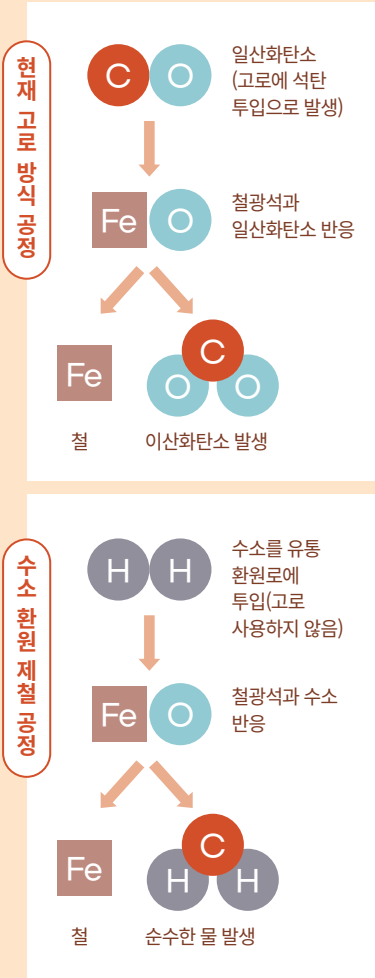 현재 고로 방식 공정
C O
일산화탄소
(고로에 석탄
투입으로 발생)
Fe O
철광석과
일산화탄소 반응
Fe
C
O O
철
이산화탄소 발생
수소 환원 제철 공정
H H
수소를 유통
환원로에
투입(고로
사용하지 않음)
Fe O
철광석과 수소
반응
Fe
C
H H
철
순수한 물 발생